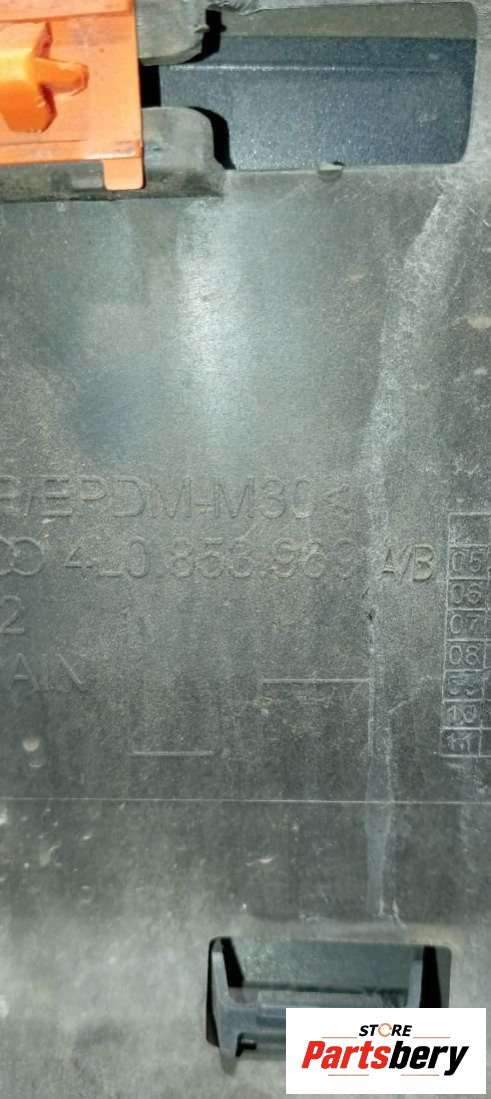 P/EPDM-M30<
4L0.853.969 A/B
2
AIN
05
06
07
08
09
10
11
STORE
Partsbery